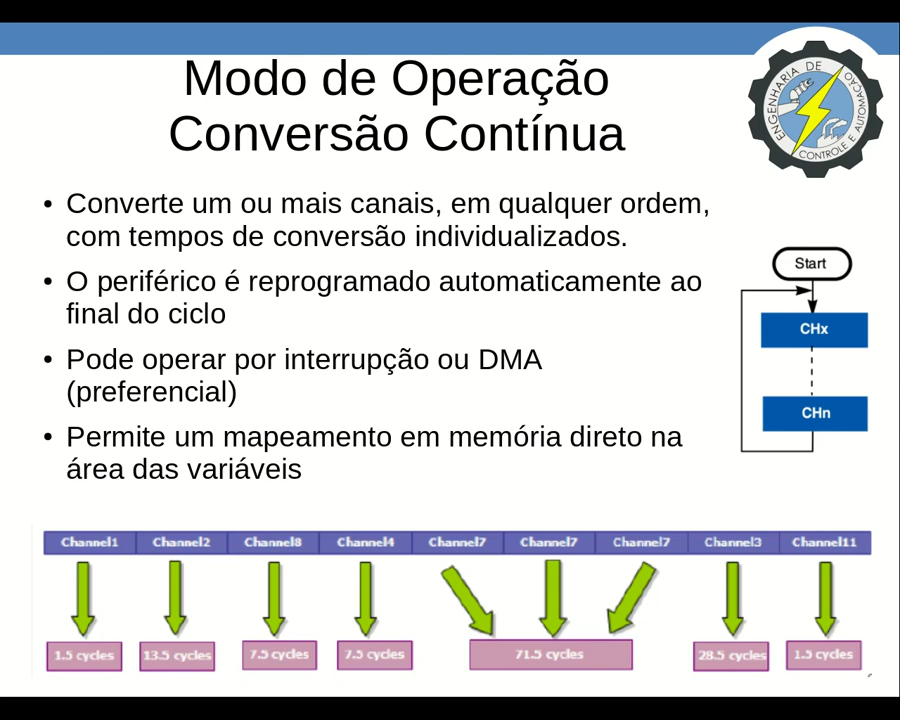 Modo de Operação
Conversão Contínua
ENGENHARIA DE
CONTROLE E AUTOMAÇÃO
• Converte um ou mais canais, em qualquer ordem,
com tempos de conversão individualizados.
• O periférico é reprogramado automaticamente ao
final do ciclo
• Pode operar por interrupção ou DMA
(preferencial)
• Permite um mapeamento em memória direto na
área das variáveis
Start
CHx
CHn
Channel1 Channel2 Channel8 Channel4 Channel7 Channel7 Channel7 Channel3 Channel11
1.5 cycles 13.5 cycles 7.5 cycles 7.5 cycles 71.5 cycles 28.5 cycles 1.5 cycles